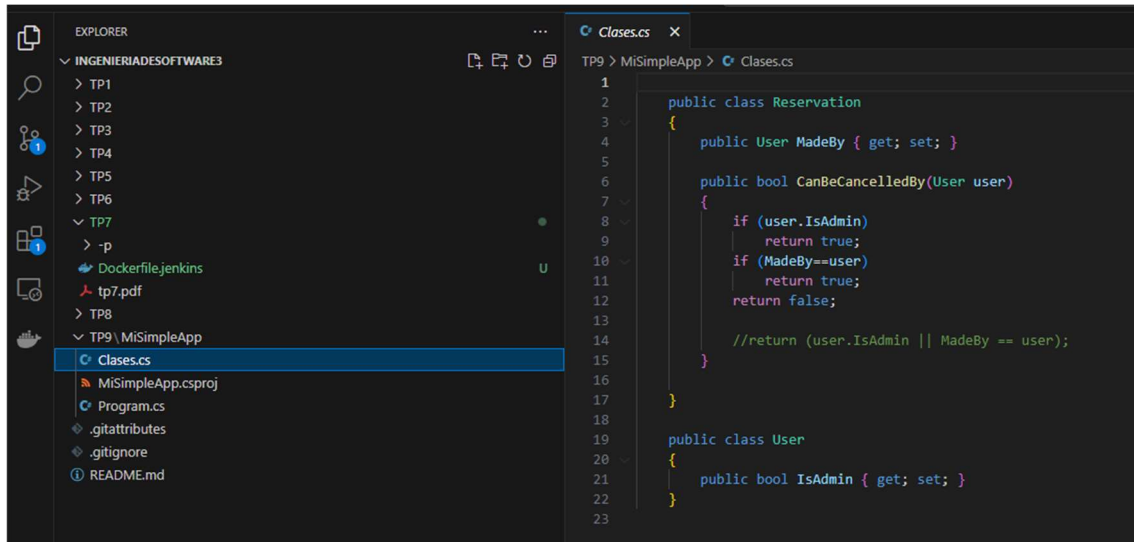 EXPLORER
...
INGENIERIADESOFTWARE3
TP1
TP2
TP3
TP4
TP5
TP6
TP7
-p
Dockerfile.jenkins U
tp7.pdf
TP8
TP9\MiSimpleApp
Clases.cs
MiSimpleApp.csproj
Program.cs
.gitattributes
.gitignore
README.md
1
1
Clases.cs
TP9 > MiSimpleApp > Clases.cs
1
2 public class Reservation
3 {
4 public User MadeBy { get; set; }
5
6 public bool CanBeCancelledBy(User user)
7 {
8 if (user.IsAdmin)
9 return true;
10 if (MadeBy==user)
11 return true;
12 return false;
13
14 //return (user.IsAdmin || MadeBy == user);
15 }
16
17 }
18
19 public class User
20 {
21 public bool IsAdmin { get; set; }
22 }
23